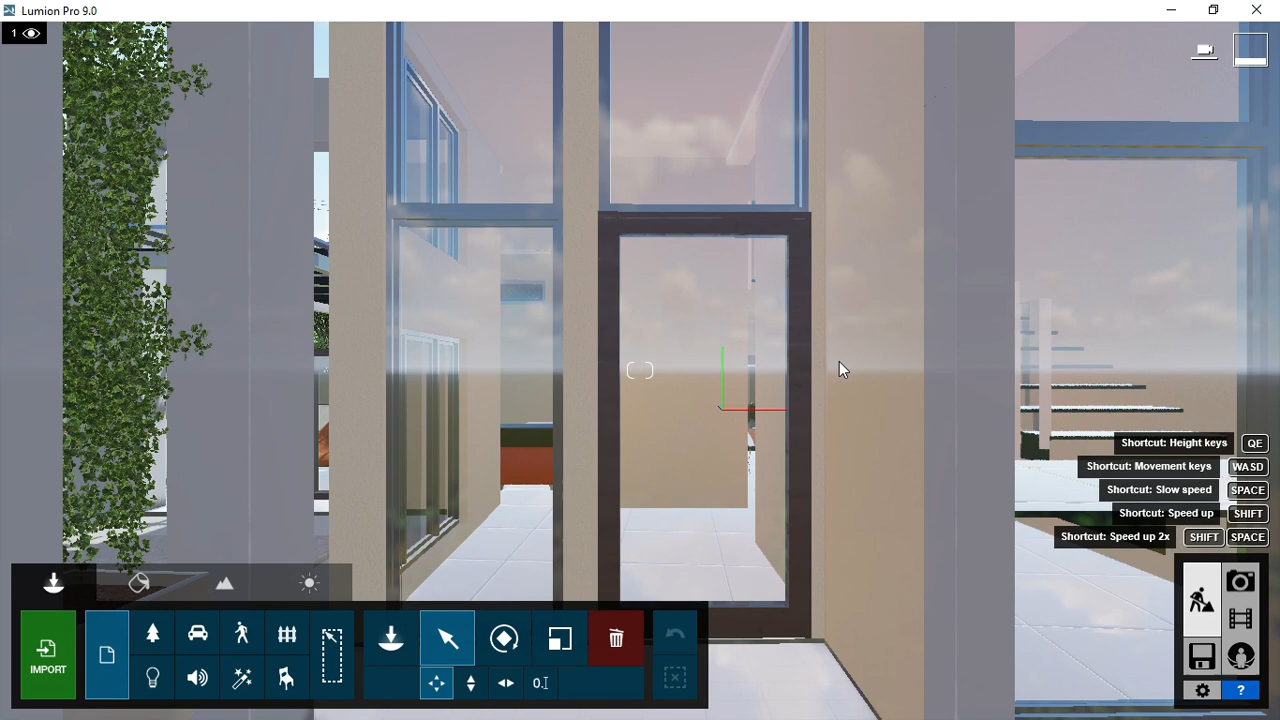 Lumion Pro 9.0
1
Shortcut: Height keys QE
Shortcut: Movement keys WASD
Shortcut: Slow speed SPACE
Shortcut: Speed up SHIFT
Shortcut: Speed up 2x SHIFT SPACE
IMPORT
0.I
?